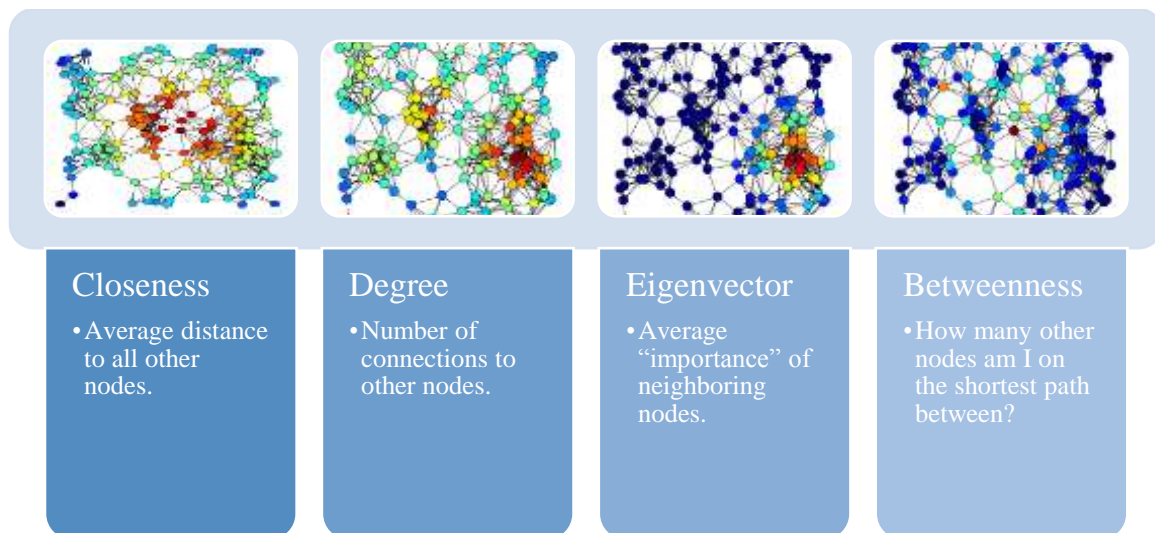 Closeness
•Average distance
to all other
nodes.
Degree
•Number of
connections to
other nodes.
Eigenvector
•Average
“importance” of
neighboring
nodes.
Betweenness
•How many other
nodes am I on
the shortest path
between?